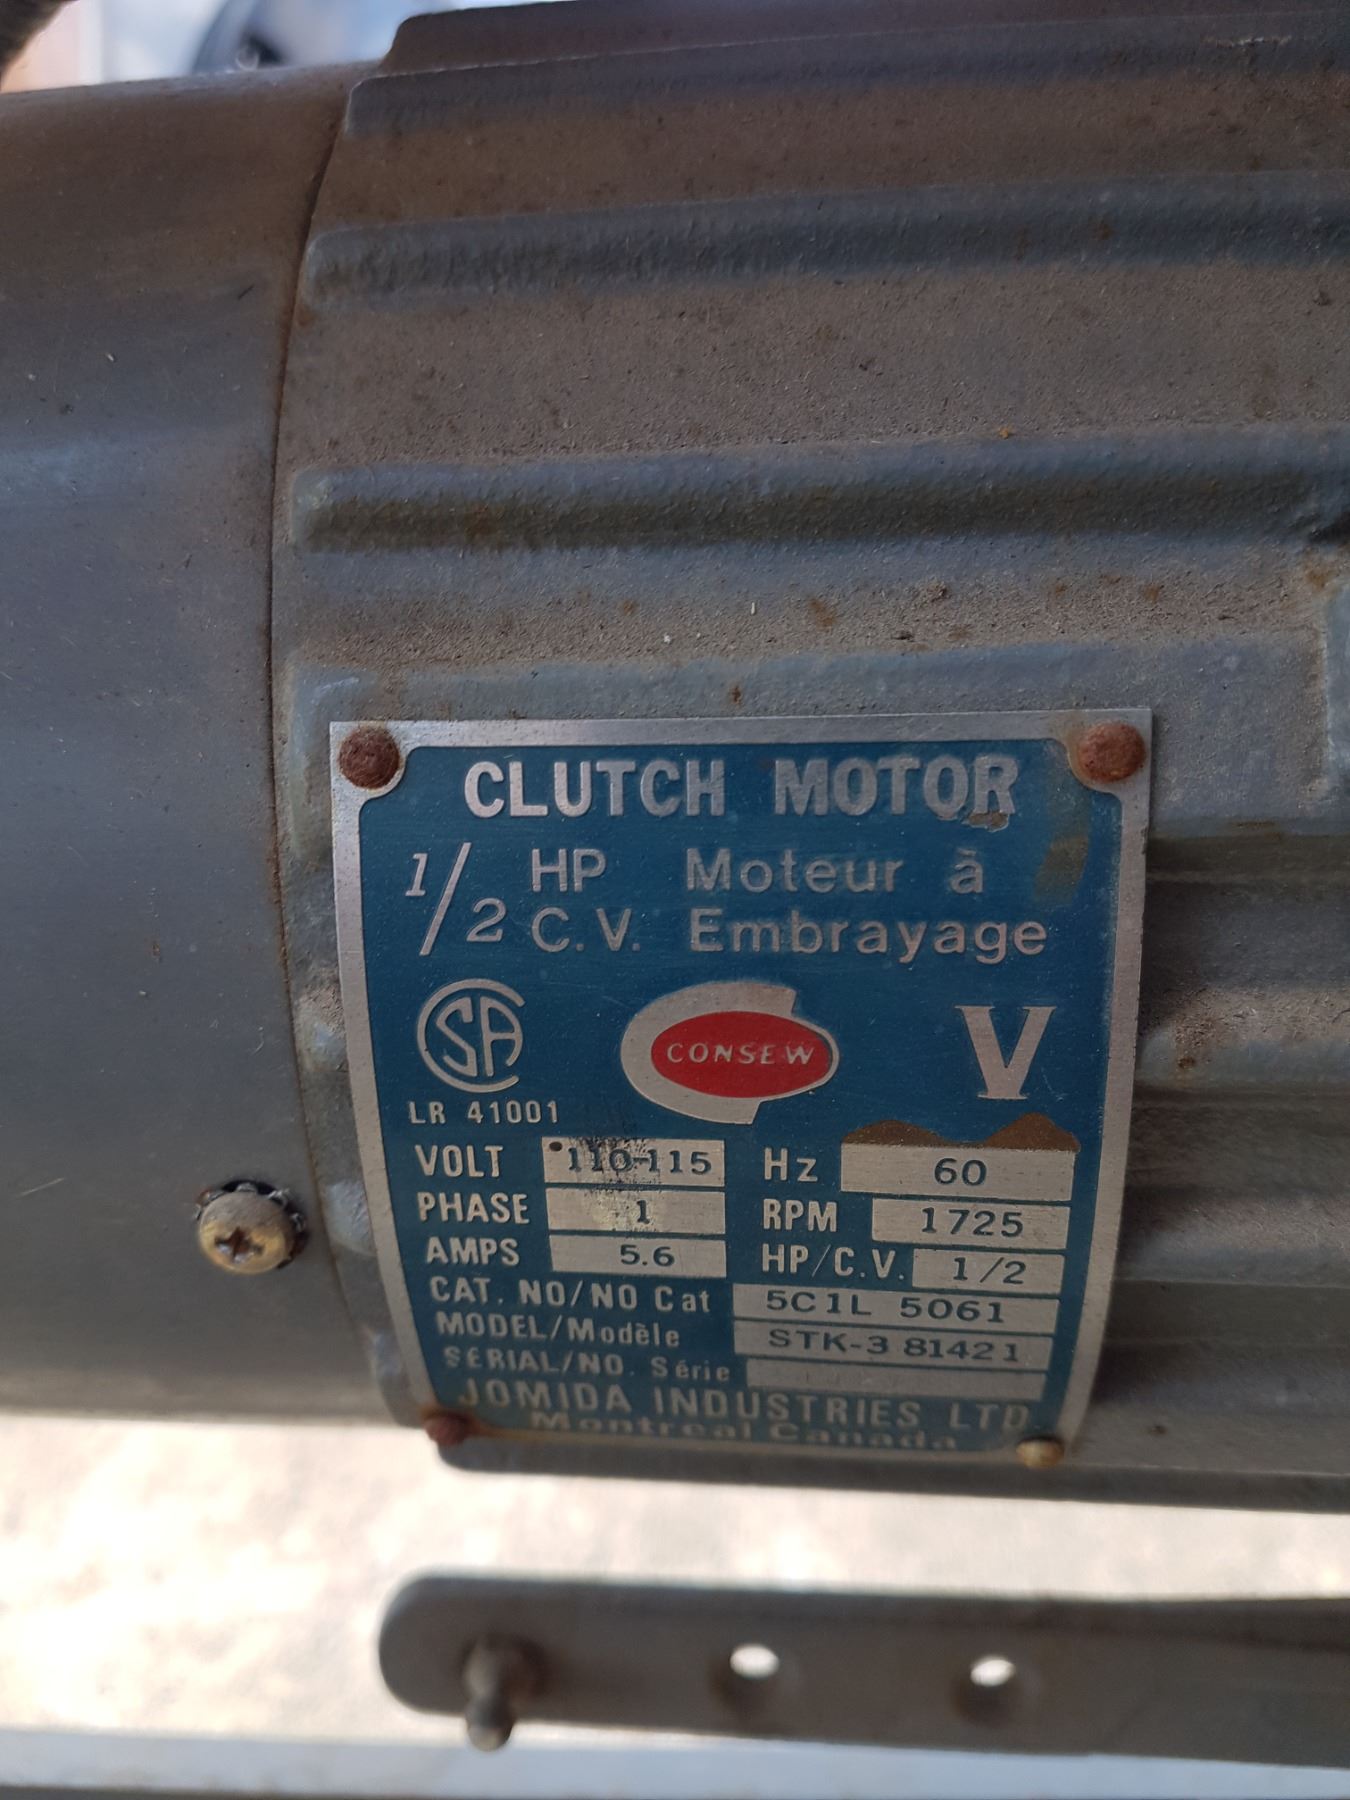 CLUTCH MOTOR
1/2 HP Moteur à
C.V. Embrayage
CSA
CONSEW
V
LR 41001
VOLT 110-115 Hz 60
PHASE 1 RPM 1725
AMPS 5.6 HP/C.V. 1/2
CAT. NO/NO Cat 5C1L 5061
MODEL/Modèle STK-3 81421
SERIAL/NO. Série
JOMIDA INDUSTRIES LTD
Montreal Canada